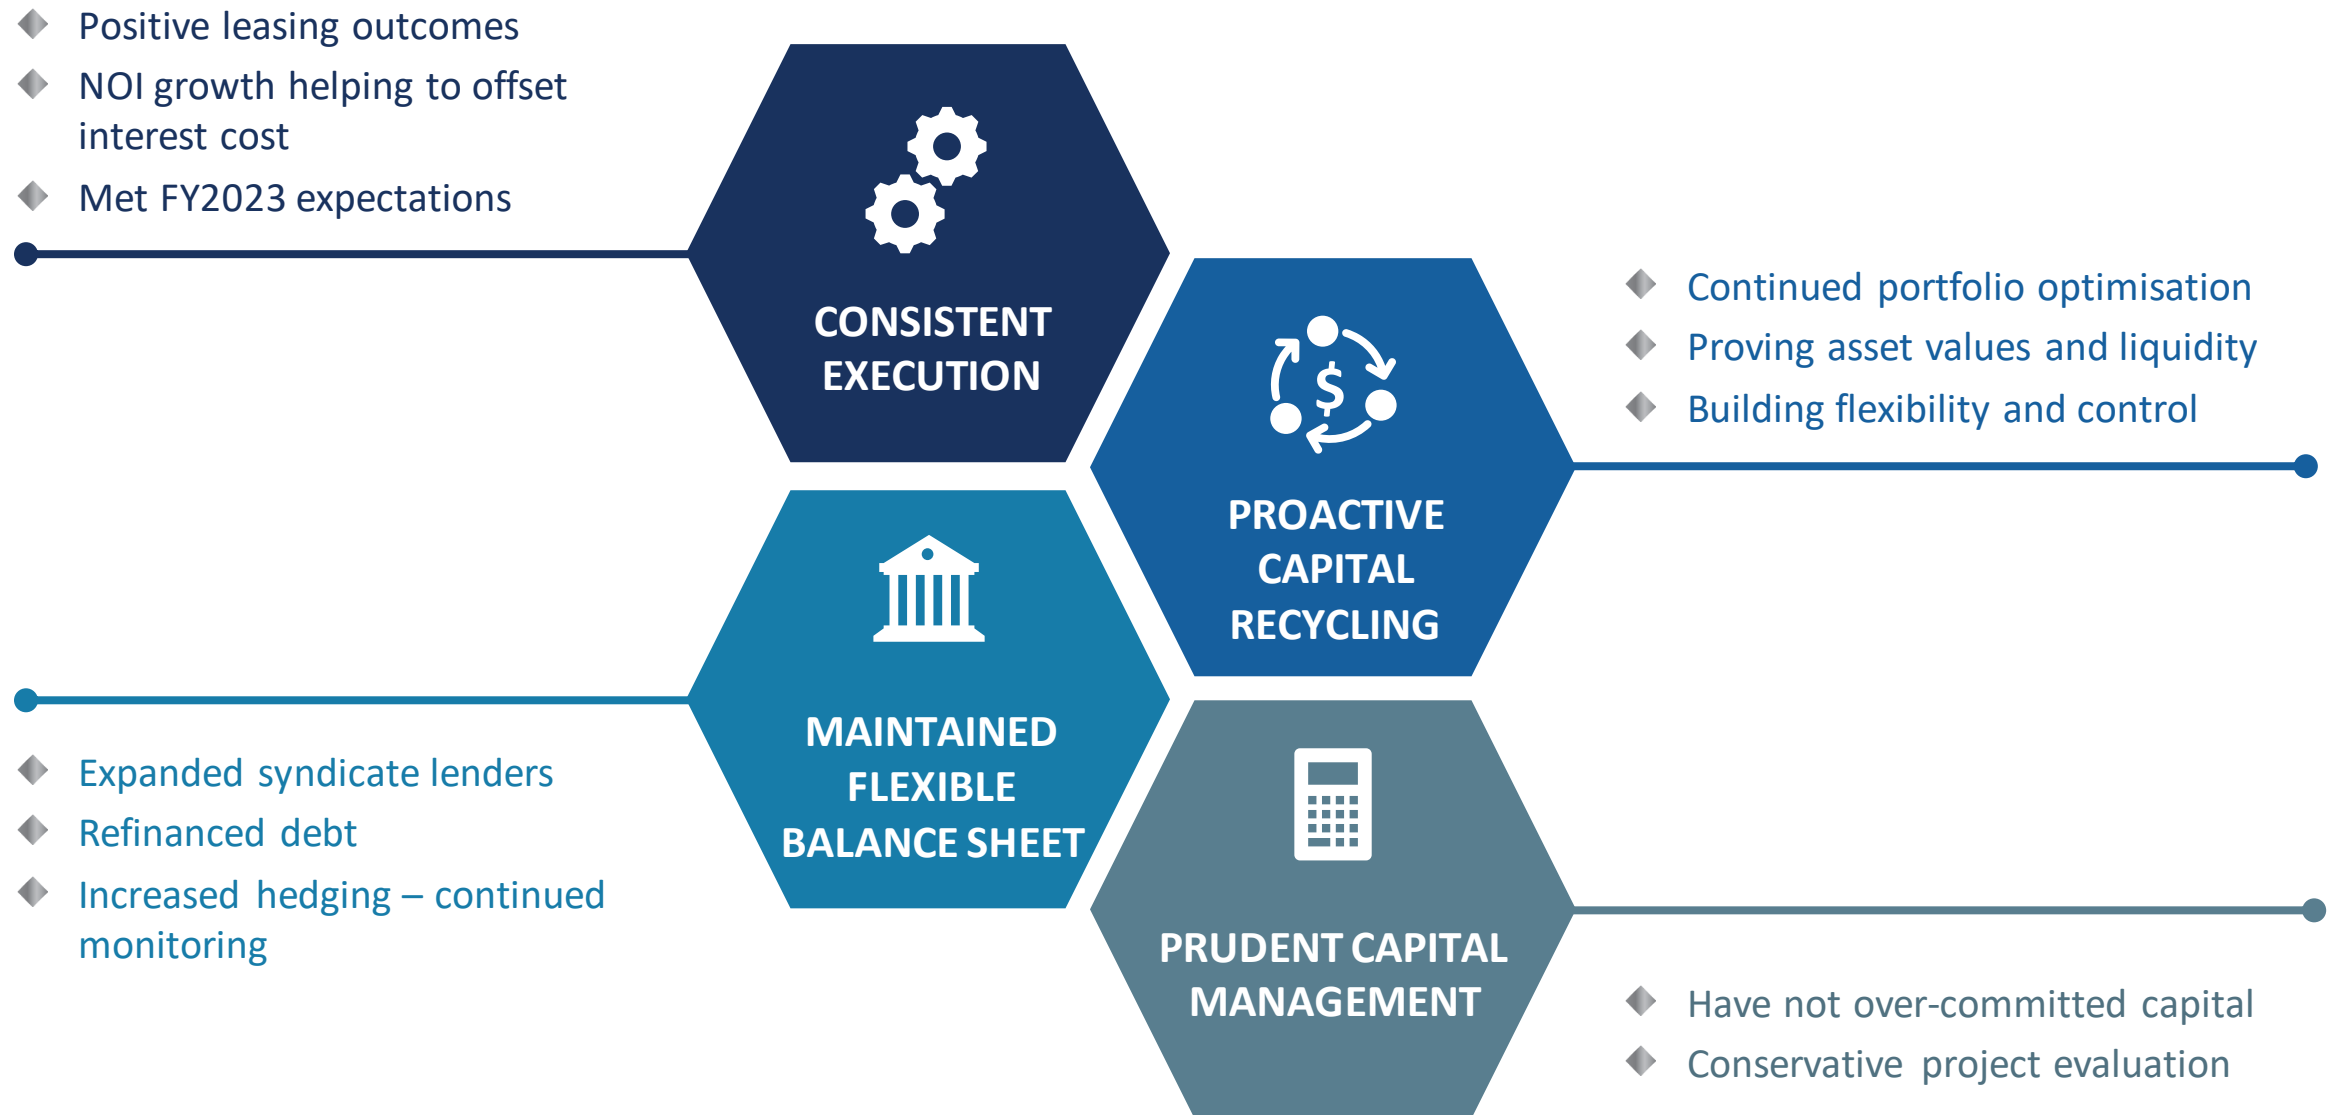 Positive leasing outcomes
NOI growth helping to offset
interest cost
Met FY2023 expectations
CONSISTENT
EXECUTION
Continued portfolio optimisation
Proving asset values and liquidity
Building flexibility and control
$
PROACTIVE
CAPITAL
RECYCLING
MAINTAINED
FLEXIBLE
BALANCE SHEET
Expanded syndicate lenders
Refinanced debt
Increased hedging – continued
monitoring
PRUDENT CAPITAL
MANAGEMENT
Have not over-committed capital
Conservative project evaluation